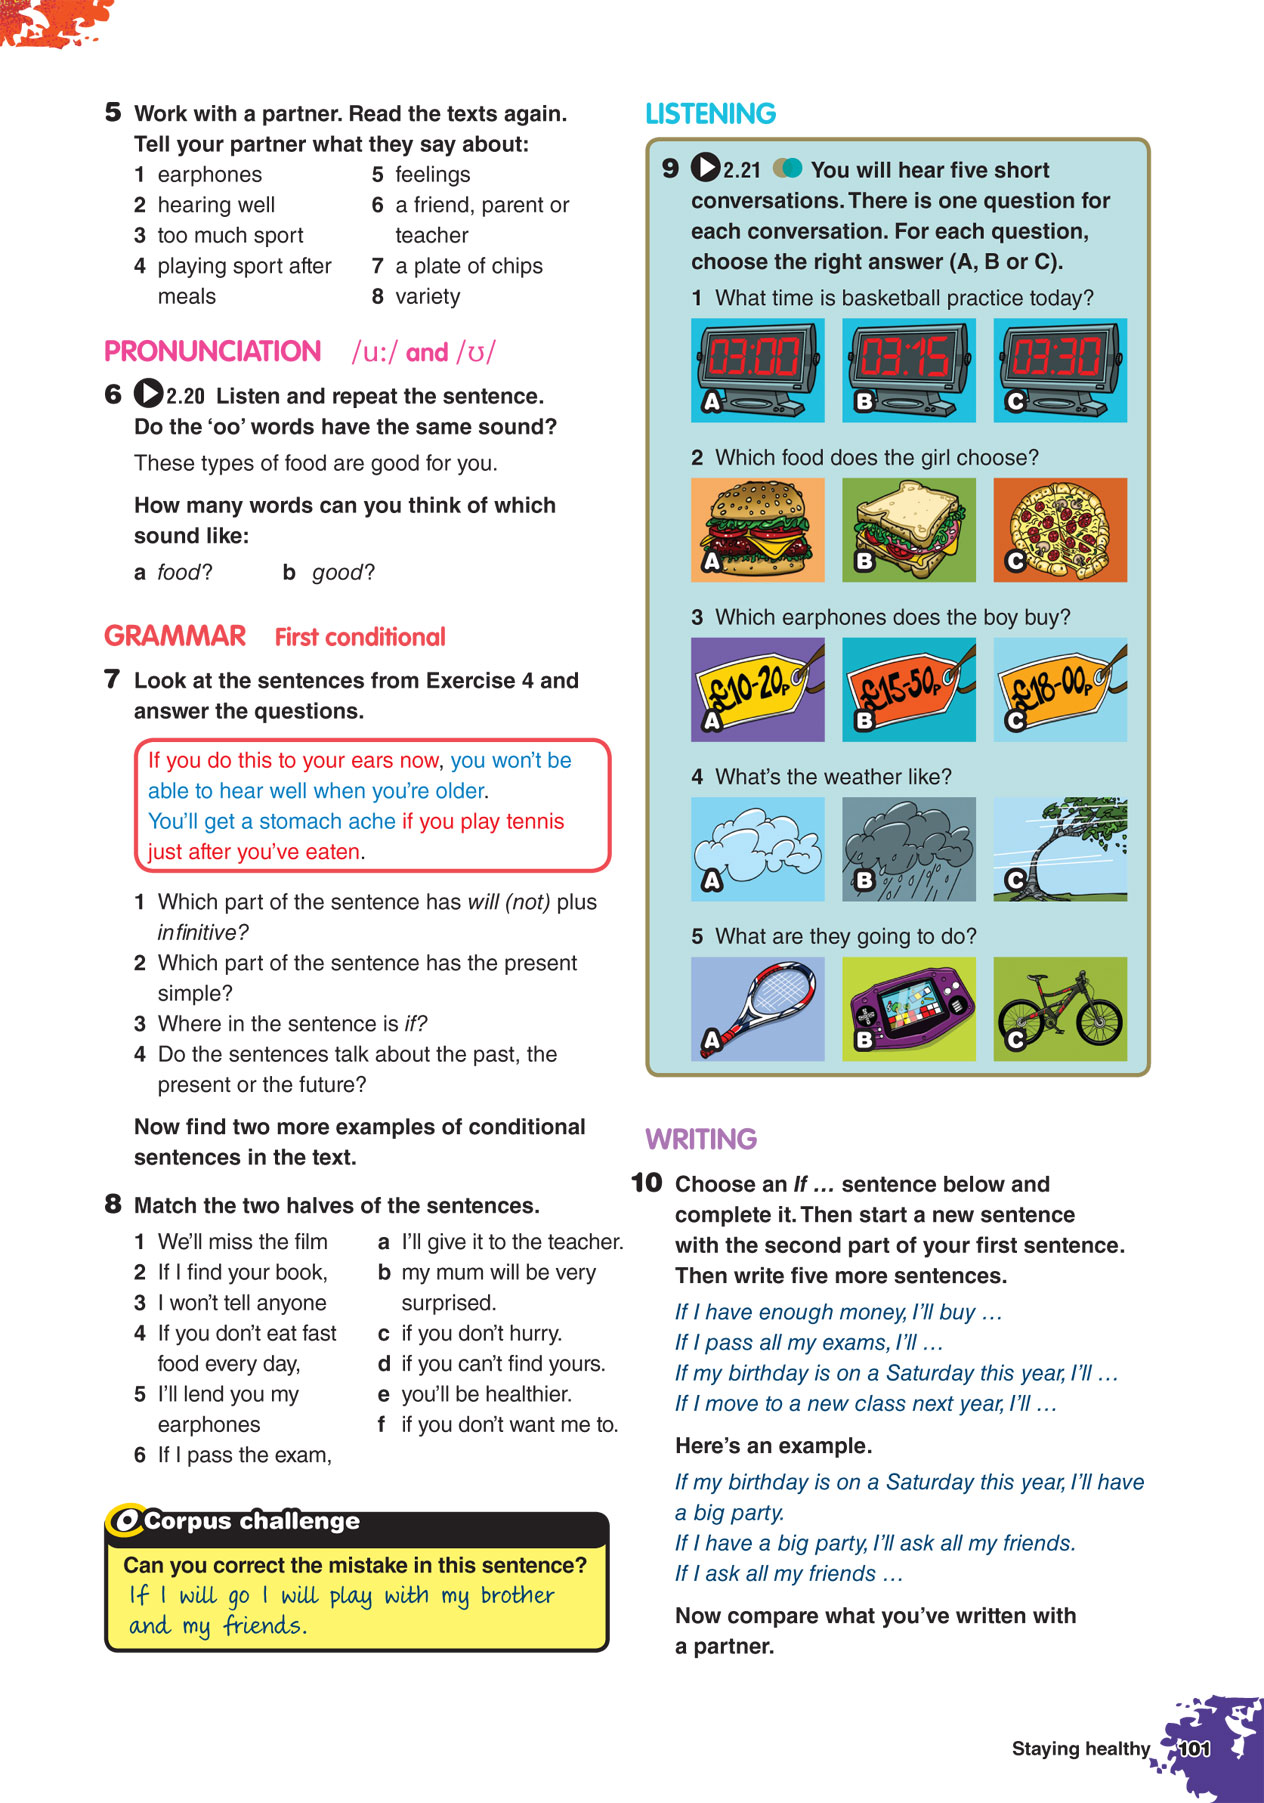 5 Work with a partner. Read the texts again.
Tell your partner what they say about:
1 earphones
2 hearing well
3 too much sport
4 playing sport after
meals
5 feelings
6 a friend, parent or
teacher
7 a plate of chips
8 variety
PRONUNCIATION /u:/ and /ʊ/
6 2.20 Listen and repeat the sentence.
Do the ‘oo’ words have the same sound?
These types of food are good for you.
How many words can you think of which
sound like:
a food? b good?
GRAMMAR First conditional
7 Look at the sentences from Exercise 4 and
answer the questions.
If you do this to your ears now, you won’t be
able to hear well when you’re older.
You’ll get a stomach ache if you play tennis
just after you’ve eaten.
1 Which part of the sentence has will (not) plus
infinitive?
2 Which part of the sentence has the present
simple?
3 Where in the sentence is if?
4 Do the sentences talk about the past, the
present or the future?
Now find two more examples of conditional
sentences in the text.
8 Match the two halves of the sentences.
1 We’ll miss the film
2 If I find your book,
3 I won’t tell anyone
4 If you don’t eat fast
food every day,
5 I’ll lend you my
earphones
6 If I pass the exam,
a I’ll give it to the teacher.
b my mum will be very
surprised.
c if you don’t hurry.
d if you can’t find yours.
e you’ll be healthier.
f if you don’t want me to.
Corpus challenge
Can you correct the mistake in this sentence?
If I will go I will play with my brother
and my friends.
LISTENING
9 2.21 You will hear five short
conversations. There is one question for
each conversation. For each question,
choose the right answer (A, B or C).
1 What time is basketball practice today?
03:00 03:15 03:30
A B C
2 Which food does the girl choose?
A B C
3 Which earphones does the boy buy?
£10-20p £15-50p £18-00p
A B C
4 What’s the weather like?
A B C
5 What are they going to do?
A B C
WRITING
10 Choose an If … sentence below and
complete it. Then start a new sentence
with the second part of your first sentence.
Then write five more sentences.
If I have enough money, I’ll buy …
If I pass all my exams, I’ll …
If my birthday is on a Saturday this year, I’ll …
If I move to a new class next year, I’ll …
Here’s an example.
If my birthday is on a Saturday this year, I’ll have
a big party.
If I have a big party, I’ll ask all my friends.
If I ask all my friends …
Now compare what you’ve written with
a partner.
Staying healthy 101